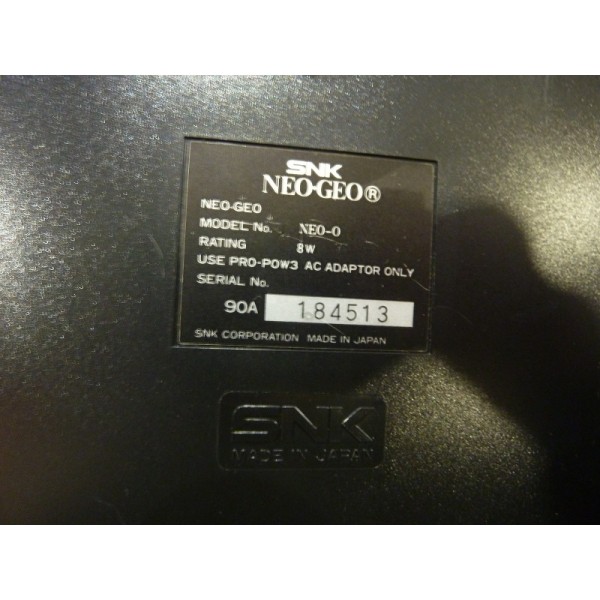 SNK
NEO·GEO®
NEO-GEO
MODEL No. NEO-0
RATING 8W
USE PRO-POW3 AC ADAPTOR ONLY
SERIAL No.
90A 184513
SNK CORPORATION MADE IN JAPAN
SNK
MADE IN JAPAN